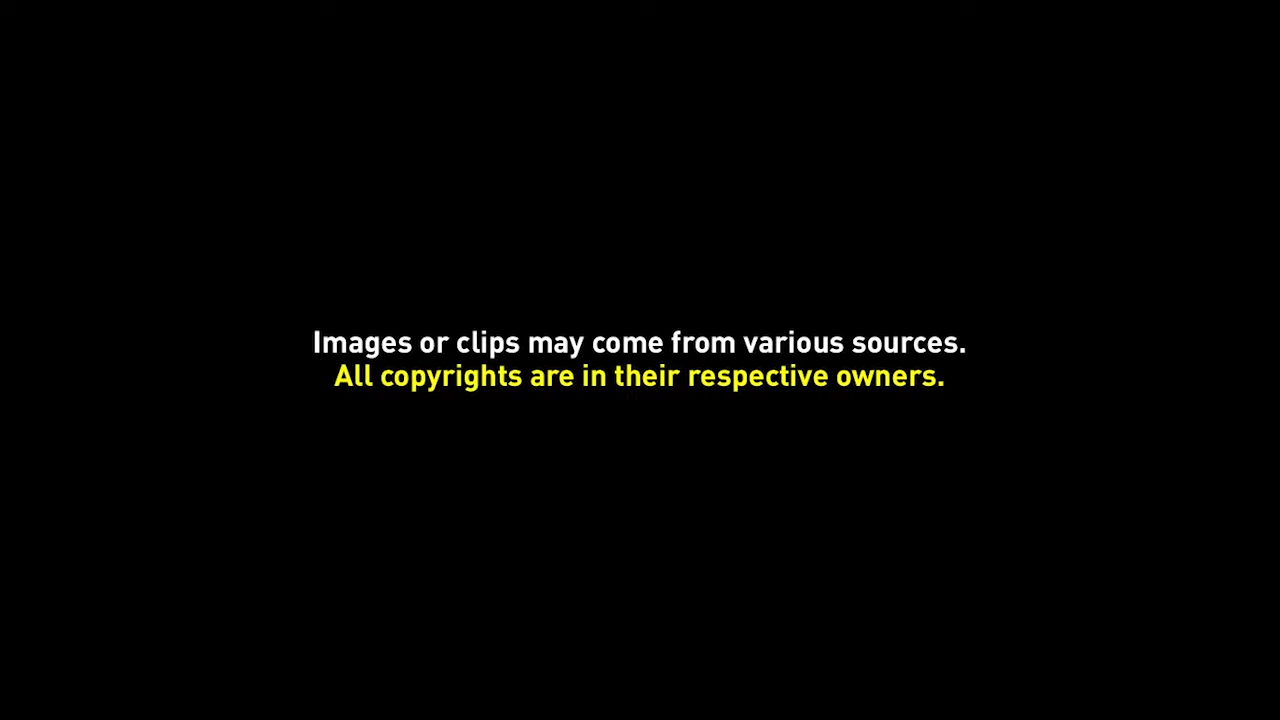 Images or clips may come from various sources.
All copyrights are in their respective owners.